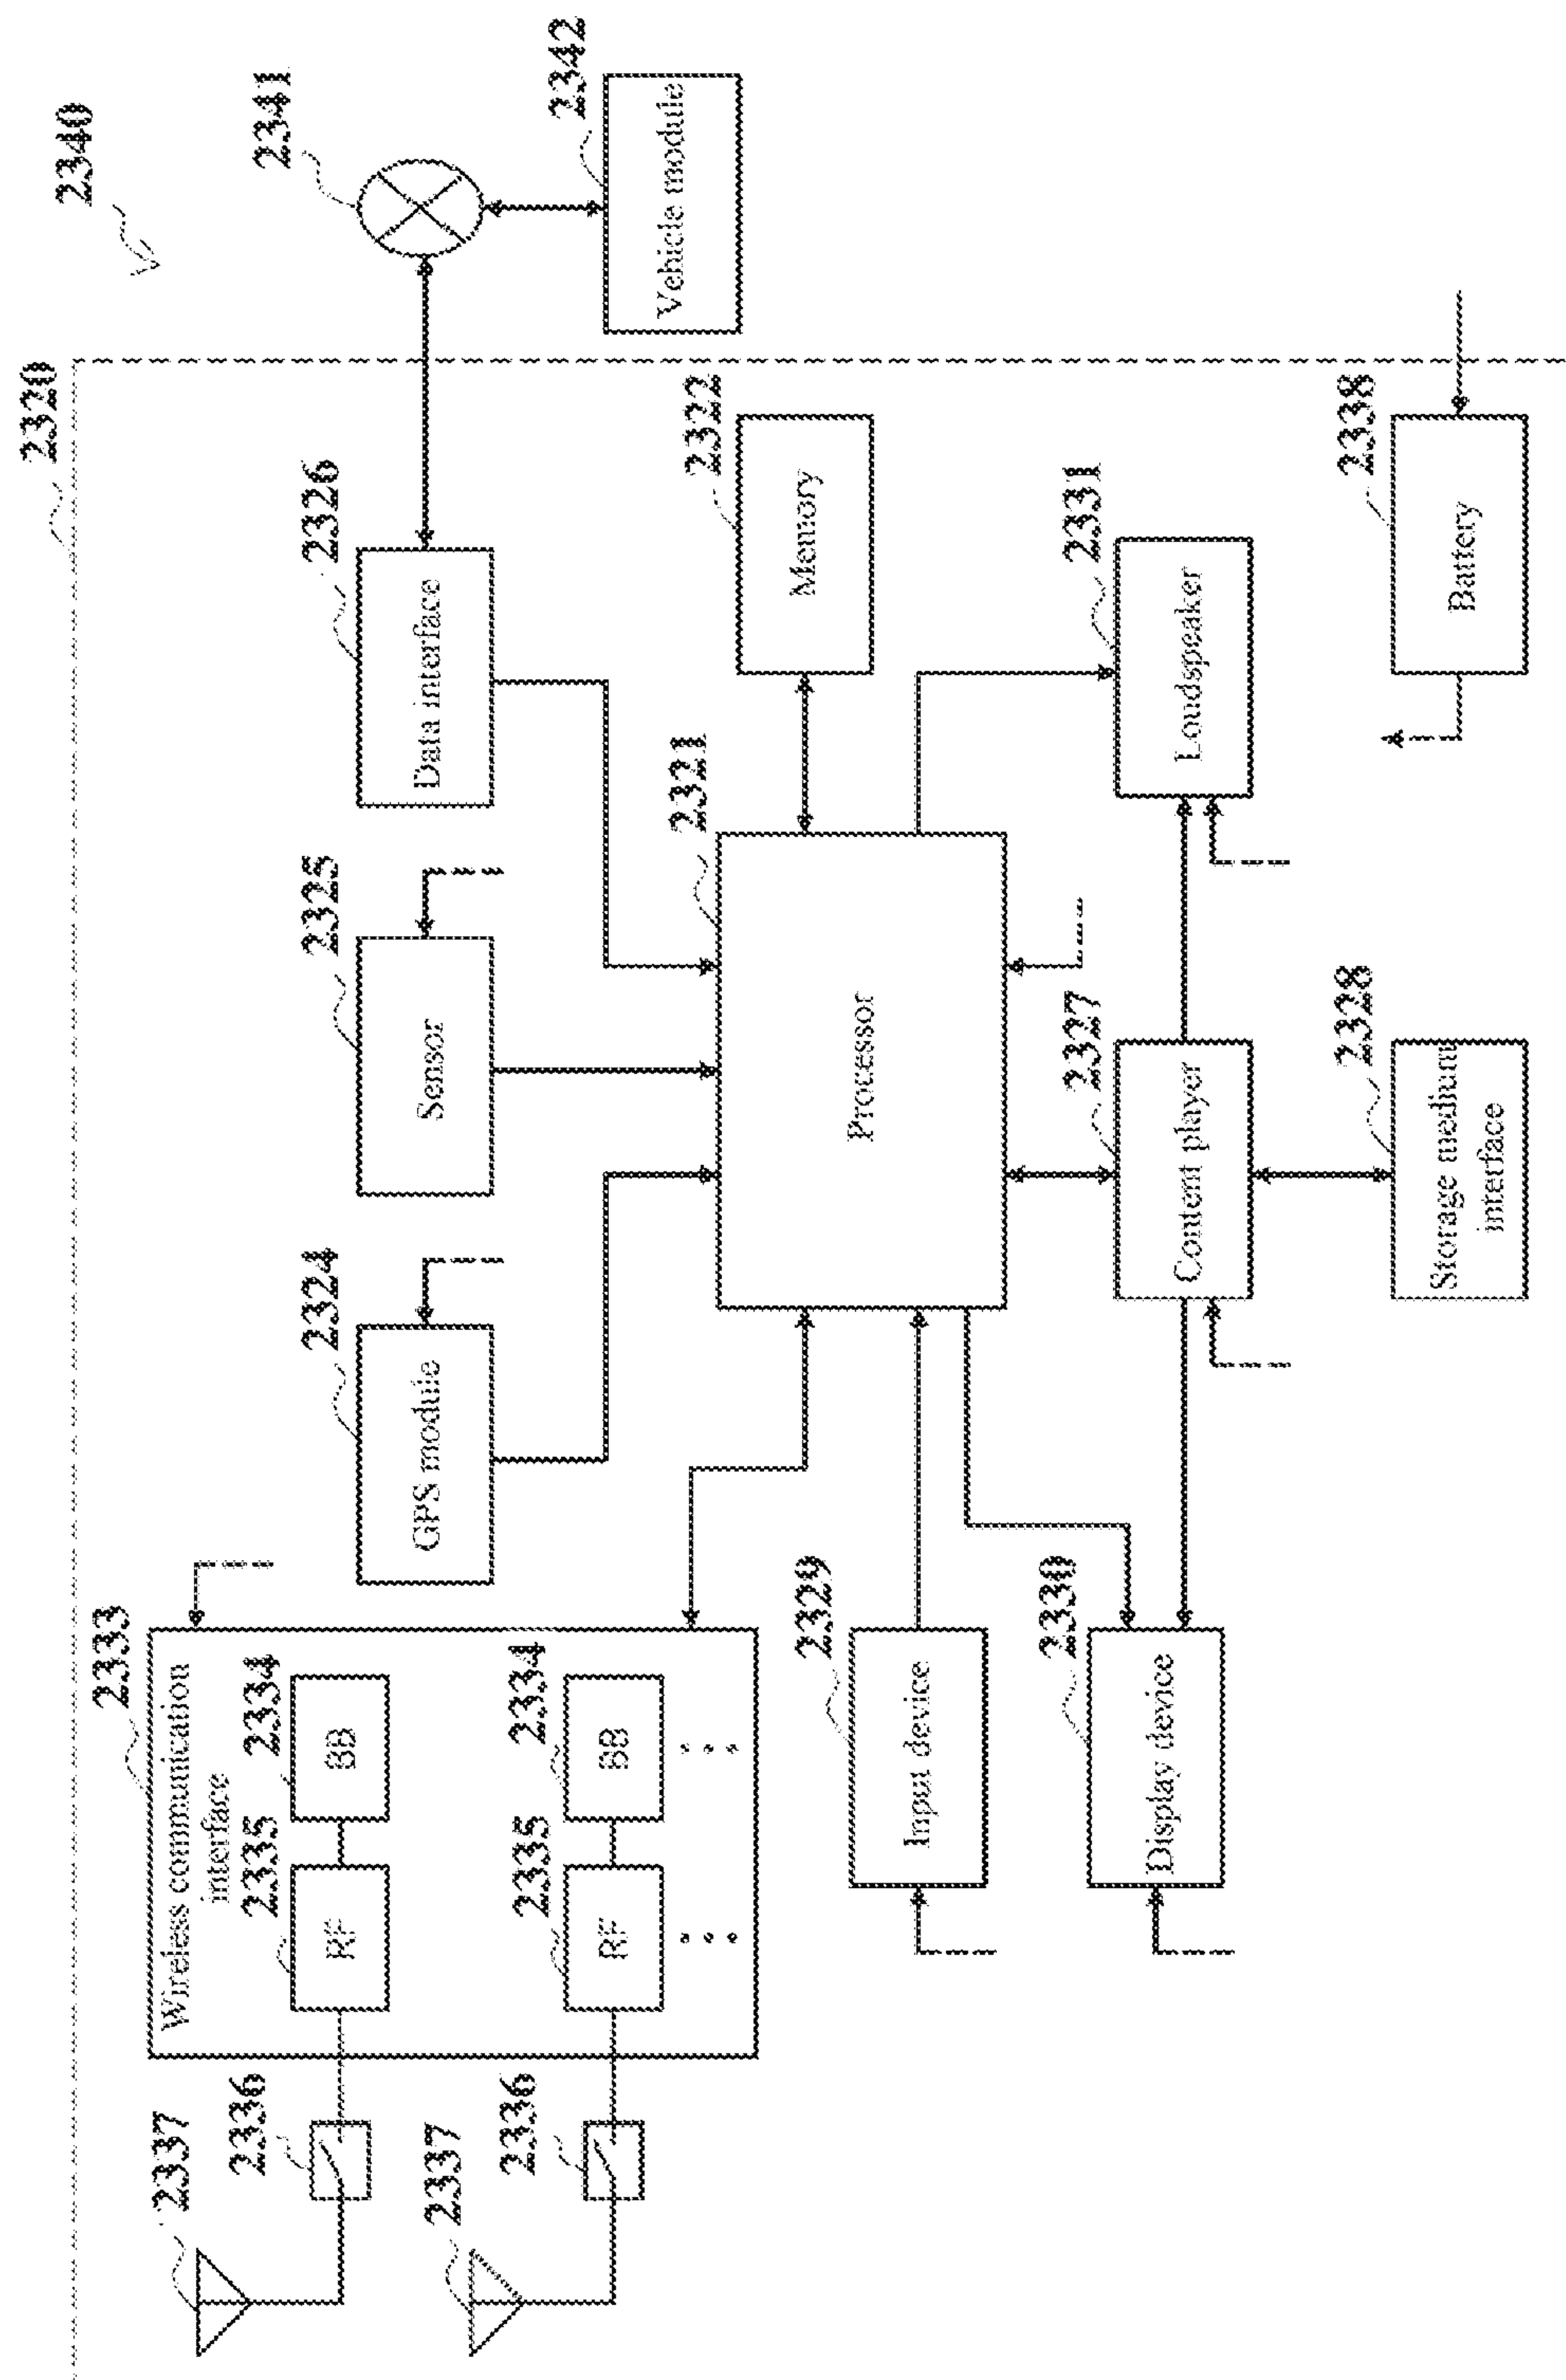 2340
2320
2341
2342
Vehicle module
2333
Wireless communication
interface
2337
2336
2335
RF
2334
BB
2337
2336
2335
RF
2334
BB
2324
GPS module
2325
Sensor
2326
Data interface
2321
Processor
2322
Memory
2329
Input device
2330
Display device
2327
Content player
2331
Loudspeaker
2328
Storage medium
interface
2338
Battery